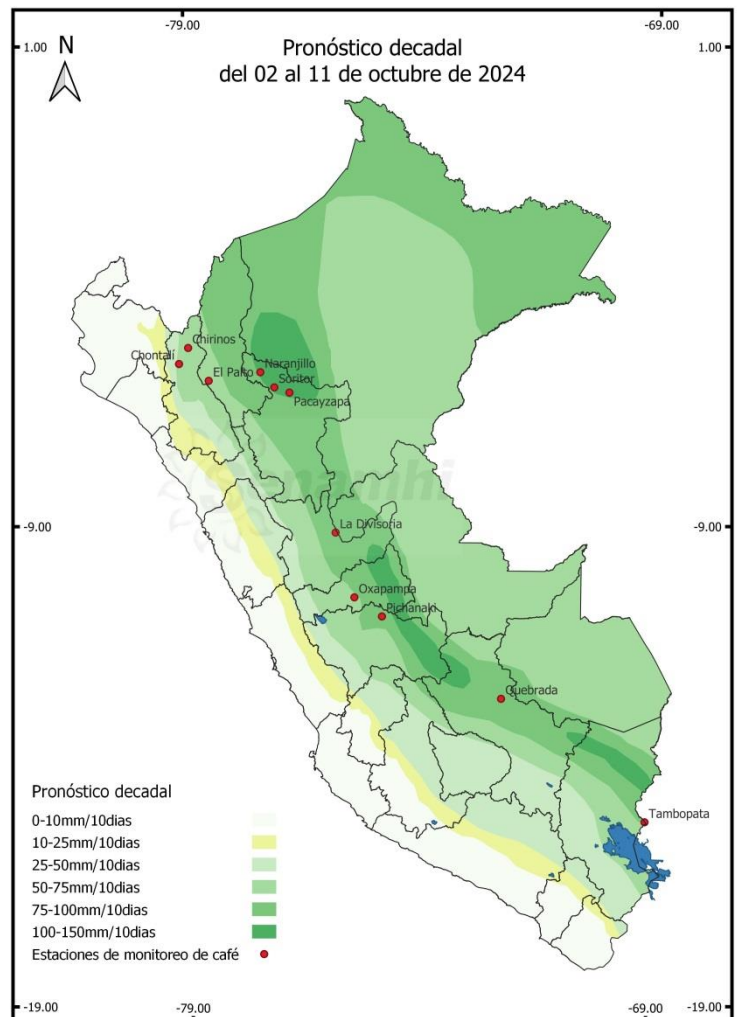 -79.00
-69.00
1.00
N
Pronóstico decadal
del 02 al 11 de octubre de 2024
1.00
Chirinos
Chontalí
El Palto
Naranjillo
Soritor
Pacayzapa
Senamhi
-9.00
La Divisoria
-9.00
Oxapampa
Pichanaki
Quebrada
Tambopata
Pronóstico decadal
0-10mm/10dias
10-25mm/10dias
25-50mm/10dias
50-75mm/10dias
75-100mm/10dias
100-150mm/10dias
Estaciones de monitoreo de café
-19.00
-79.00
-69.00
-19.00